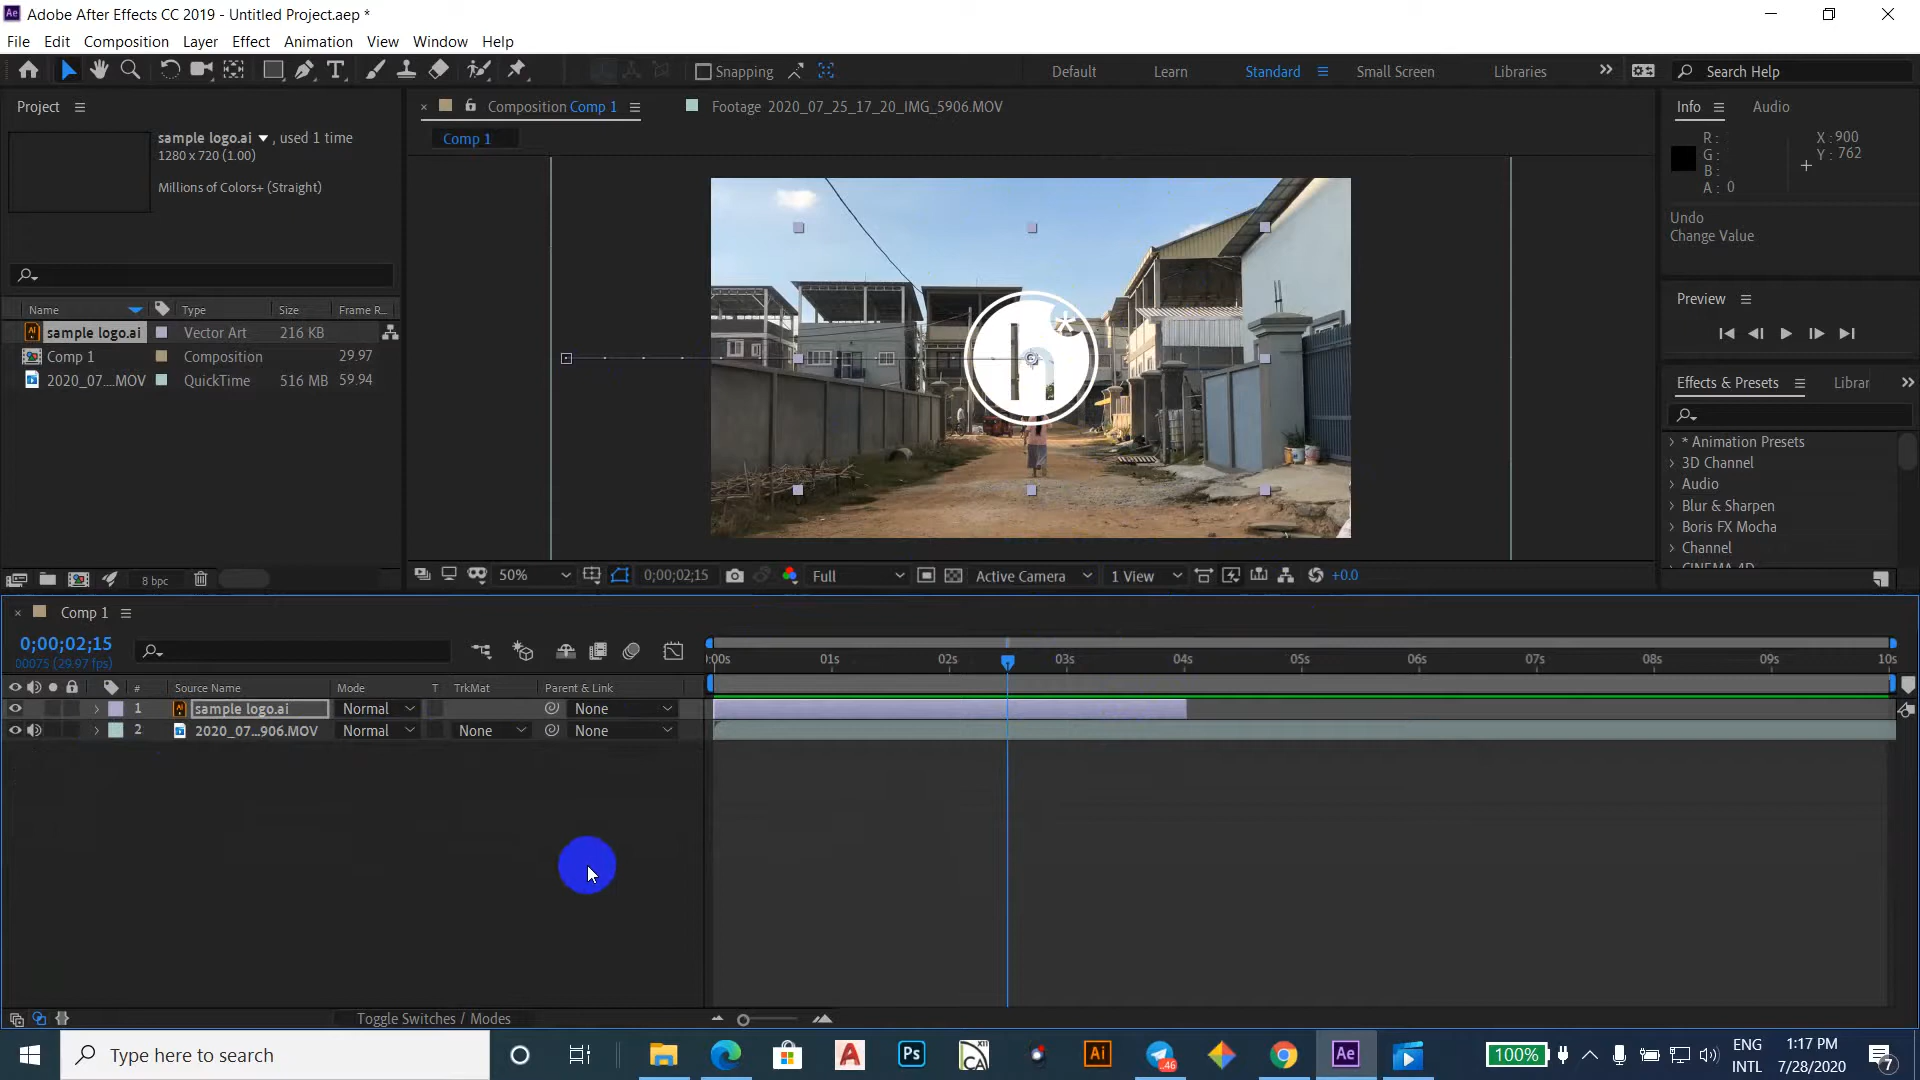 Adobe After Effects CC 2019 - Untitled Project.aep *
File Edit Composition Layer Effect Animation View Window Help
Snapping Default Learn Standard Small Screen Libraries Search Help
Project
sample logo.ai , used 1 time
1280 x 720 (1.00)
Millions of Colors+ (Straight)
Name Type Size Frame R...
sample logo.ai Vector Art 216 KB
Comp 1 Composition 29.97
2020_07....MOV QuickTime 516 MB 59.94
8 bpc
Composition Comp 1 Footage 2020_07_25_17_20_IMG_5906.MOV
Comp 1
h*
50% 0;00;02;15 Full Active Camera 1 View +0.0
Info Audio
R :
G :
B :
A : 0
X : 900
Y : 762
Undo
Change Value
Preview
Effects & Presets Librar
* Animation Presets
3D Channel
Audio
Blur & Sharpen
Boris FX Mocha
Channel
CINEMA 4D
Comp 1
0;00;02;15
00075 (29.97 fps)
:00s 01s 02s 03s 04s 05s 06s 07s 08s 09s 10s
# Source Name Mode T TrkMat Parent & Link
1 sample logo.ai Normal None
2 2020_07...906.MOV Normal None None
Toggle Switches / Modes
Type here to search
Ps
XII
Ai
46
Ae
100%
ENG
INTL
1:17 PM
7/28/2020
7